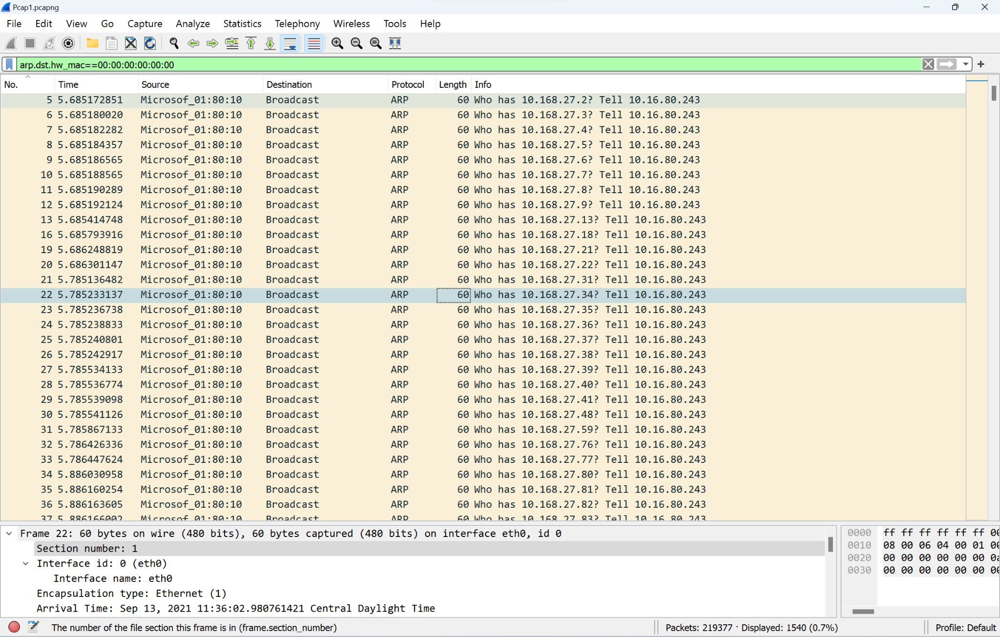 Pcap1.pcapng
File Edit View Go Capture Analyze Statistics Telephony Wireless Tools Help
arp.dst.hw_mac==00:00:00:00:00:00
No. Time Source Destination Protocol Length Info
5 5.685172851 Microsof_01:80:10 Broadcast ARP 60 Who has 10.168.27.2? Tell 10.16.80.243
6 5.685180020 Microsof_01:80:10 Broadcast ARP 60 Who has 10.168.27.3? Tell 10.16.80.243
7 5.685182282 Microsof_01:80:10 Broadcast ARP 60 Who has 10.168.27.4? Tell 10.16.80.243
8 5.685184357 Microsof_01:80:10 Broadcast ARP 60 Who has 10.168.27.5? Tell 10.16.80.243
9 5.685186565 Microsof_01:80:10 Broadcast ARP 60 Who has 10.168.27.6? Tell 10.16.80.243
10 5.685188565 Microsof_01:80:10 Broadcast ARP 60 Who has 10.168.27.7? Tell 10.16.80.243
11 5.685190289 Microsof_01:80:10 Broadcast ARP 60 Who has 10.168.27.8? Tell 10.16.80.243
12 5.685192124 Microsof_01:80:10 Broadcast ARP 60 Who has 10.168.27.9? Tell 10.16.80.243
13 5.685414748 Microsof_01:80:10 Broadcast ARP 60 Who has 10.168.27.13? Tell 10.16.80.243
16 5.685793916 Microsof_01:80:10 Broadcast ARP 60 Who has 10.168.27.18? Tell 10.16.80.243
19 5.686248819 Microsof_01:80:10 Broadcast ARP 60 Who has 10.168.27.21? Tell 10.16.80.243
20 5.686301147 Microsof_01:80:10 Broadcast ARP 60 Who has 10.168.27.22? Tell 10.16.80.243
21 5.785136482 Microsof_01:80:10 Broadcast ARP 60 Who has 10.168.27.31? Tell 10.16.80.243
22 5.785233137 Microsof_01:80:10 Broadcast ARP 60 Who has 10.168.27.34? Tell 10.16.80.243
23 5.785236738 Microsof_01:80:10 Broadcast ARP 60 Who has 10.168.27.35? Tell 10.16.80.243
24 5.785238833 Microsof_01:80:10 Broadcast ARP 60 Who has 10.168.27.36? Tell 10.16.80.243
25 5.785240801 Microsof_01:80:10 Broadcast ARP 60 Who has 10.168.27.37? Tell 10.16.80.243
26 5.785242917 Microsof_01:80:10 Broadcast ARP 60 Who has 10.168.27.38? Tell 10.16.80.243
27 5.785534133 Microsof_01:80:10 Broadcast ARP 60 Who has 10.168.27.39? Tell 10.16.80.243
28 5.785536774 Microsof_01:80:10 Broadcast ARP 60 Who has 10.168.27.40? Tell 10.16.80.243
29 5.785539098 Microsof_01:80:10 Broadcast ARP 60 Who has 10.168.27.41? Tell 10.16.80.243
30 5.785541126 Microsof_01:80:10 Broadcast ARP 60 Who has 10.168.27.48? Tell 10.16.80.243
31 5.785867133 Microsof_01:80:10 Broadcast ARP 60 Who has 10.168.27.59? Tell 10.16.80.243
32 5.786426336 Microsof_01:80:10 Broadcast ARP 60 Who has 10.168.27.76? Tell 10.16.80.243
33 5.786447624 Microsof_01:80:10 Broadcast ARP 60 Who has 10.168.27.77? Tell 10.16.80.243
34 5.886030958 Microsof_01:80:10 Broadcast ARP 60 Who has 10.168.27.80? Tell 10.16.80.243
35 5.886160254 Microsof_01:80:10 Broadcast ARP 60 Who has 10.168.27.81? Tell 10.16.80.243
36 5.886163605 Microsof_01:80:10 Broadcast ARP 60 Who has 10.168.27.82? Tell 10.16.80.243
37 5.886166002 Microsof_01:80:10 Broadcast ARP 60 Who has 10.168.27.83? Tell 10.16.80.243
Frame 22: 60 bytes on wire (480 bits), 60 bytes captured (480 bits) on interface eth0, id 0
Section number: 1
Interface id: 0 (eth0)
Interface name: eth0
Encapsulation type: Ethernet (1)
Arrival Time: Sep 13, 2021 11:36:02.980761421 Central Daylight Time
0000 ff ff ff ff ff ff
0010 08 00 06 04 00 01
0020 00 00 00 00 00 00
0030 00 00 00 00 00 00
The number of the file section this frame is in (frame.section_number)
Packets: 219377 · Displayed: 1540 (0.7%)
Profile: Default